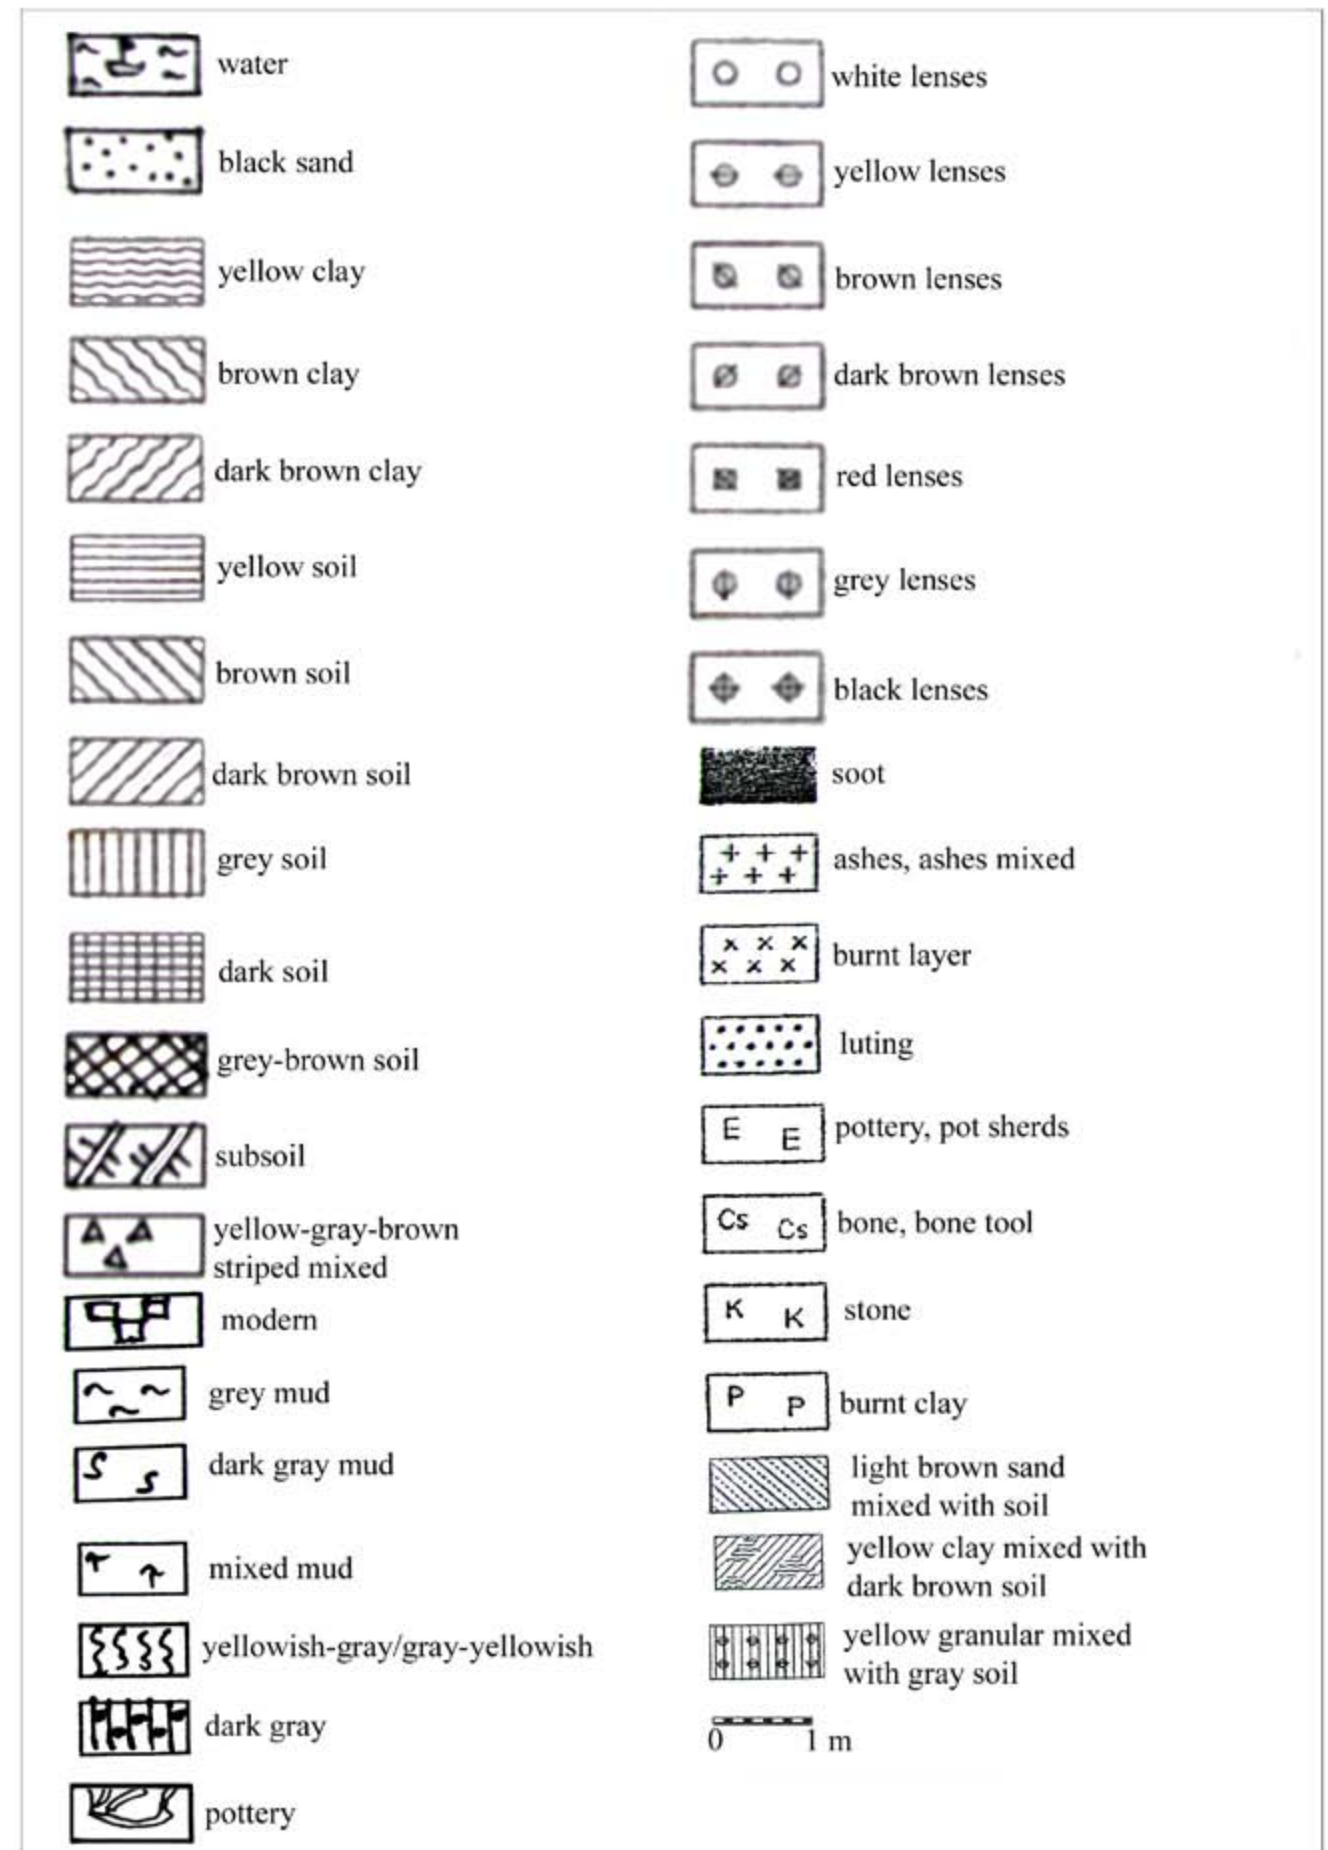 water
black sand
yellow clay
brown clay
dark brown clay
yellow soil
brown soil
dark brown soil
grey soil
dark soil
grey-brown soil
subsoil
yellow-gray-brown
striped mixed
modern
grey mud
dark gray mud
mixed mud
yellowish-gray/gray-yellowish
dark gray
pottery
white lenses
yellow lenses
brown lenses
dark brown lenses
red lenses
grey lenses
black lenses
soot
ashes, ashes mixed
burnt layer
luting
E E pottery, pot sherds
Cs Cs bone, bone tool
K K stone
P P burnt clay
light brown sand
mixed with soil
yellow clay mixed with
dark brown soil
yellow granular mixed
with gray soil
0 1 m